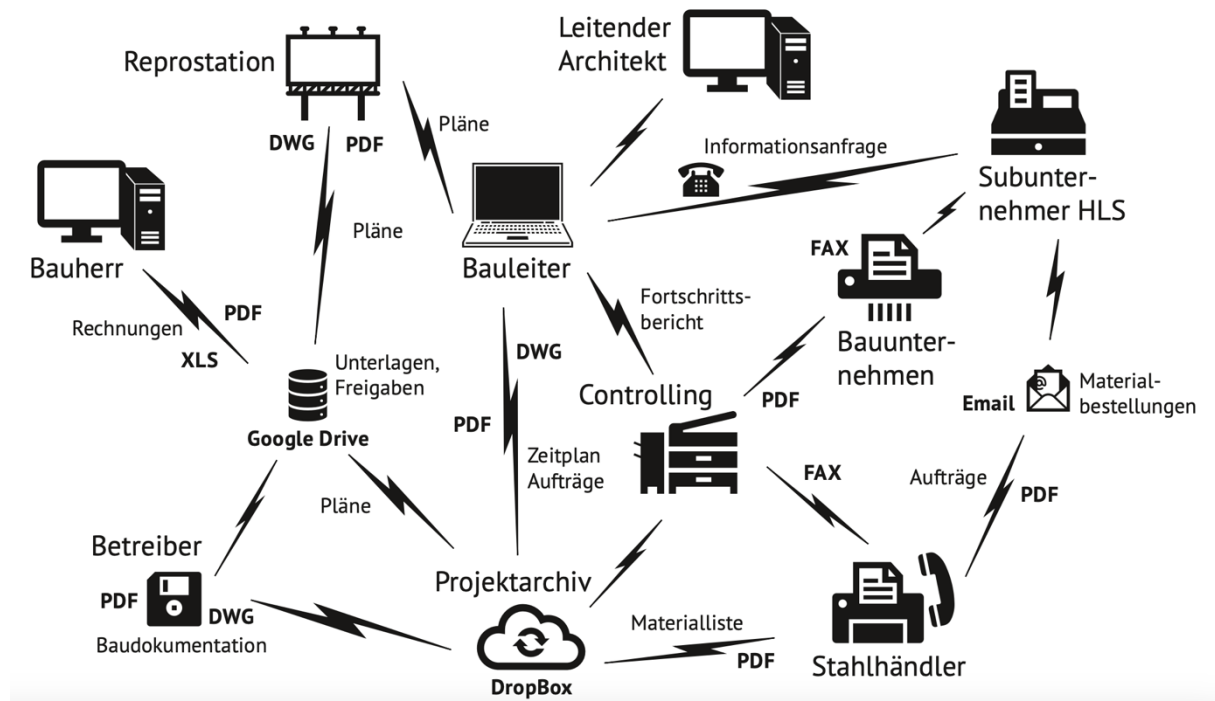 Reprostation
Leitender
Architekt
DWG
PDF
Pläne
Informationsanfrage
Subunter-
nehmer HLS
Bauherr
Pläne
Bauleiter
FAX
Rechnungen
PDF
XLS
Fortschritts-
bericht
Bauunter-
nehmen
Unterlagen,
Freigaben
Google Drive
DWG
PDF
Controlling
PDF
@
Email
Material-
bestellungen
Zeitplan
Aufträge
FAX
Aufträge
PDF
Pläne
Betreiber
PDF
DWG
Baudokumentation
Projektarchiv
DropBox
Materialliste
PDF
Stahlhändler